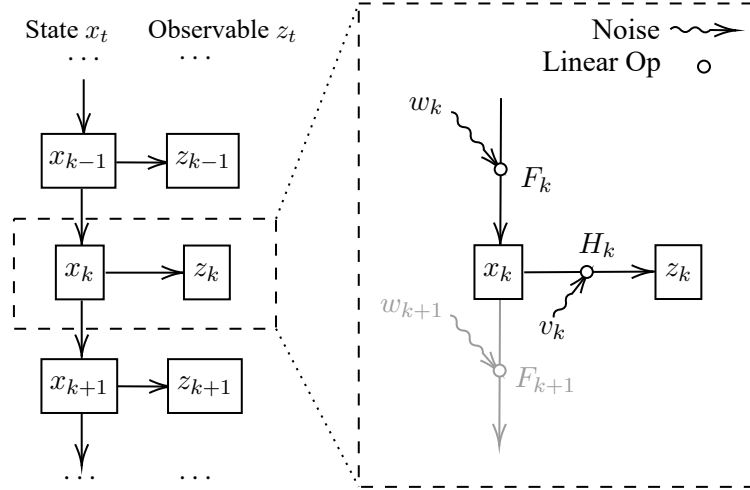 State x_t Observable z_t
... ...
x_{k-1} z_{k-1}
x_k z_k
x_{k+1} z_{k+1}
... ...
Noise
Linear Op
w_k
F_k
H_k
x_k z_k
v_k
w_{k+1}
F_{k+1}